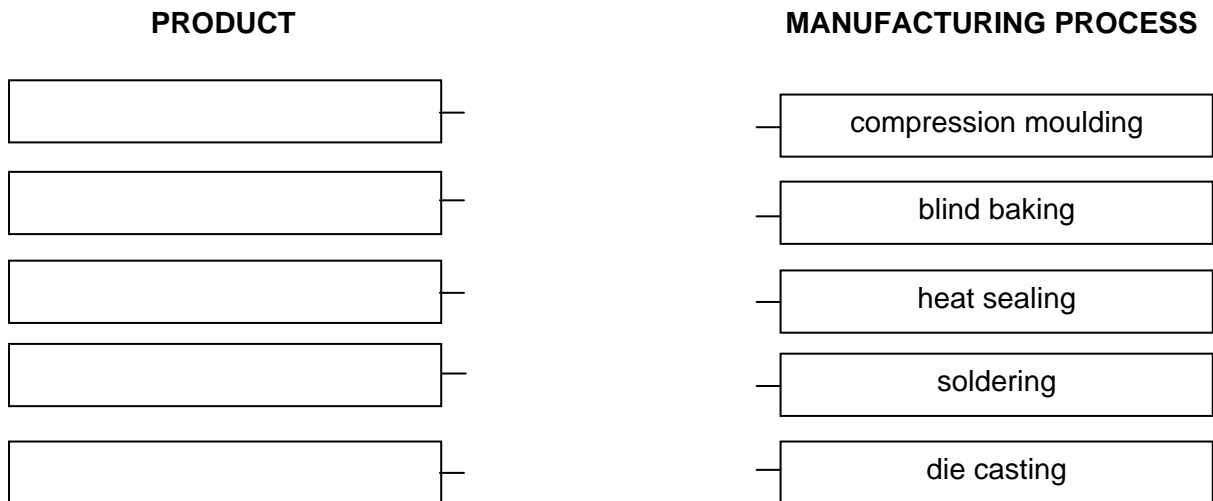 PRODUCT
MANUFACTURING PROCESS
compression moulding
blind baking
heat sealing
soldering
die casting